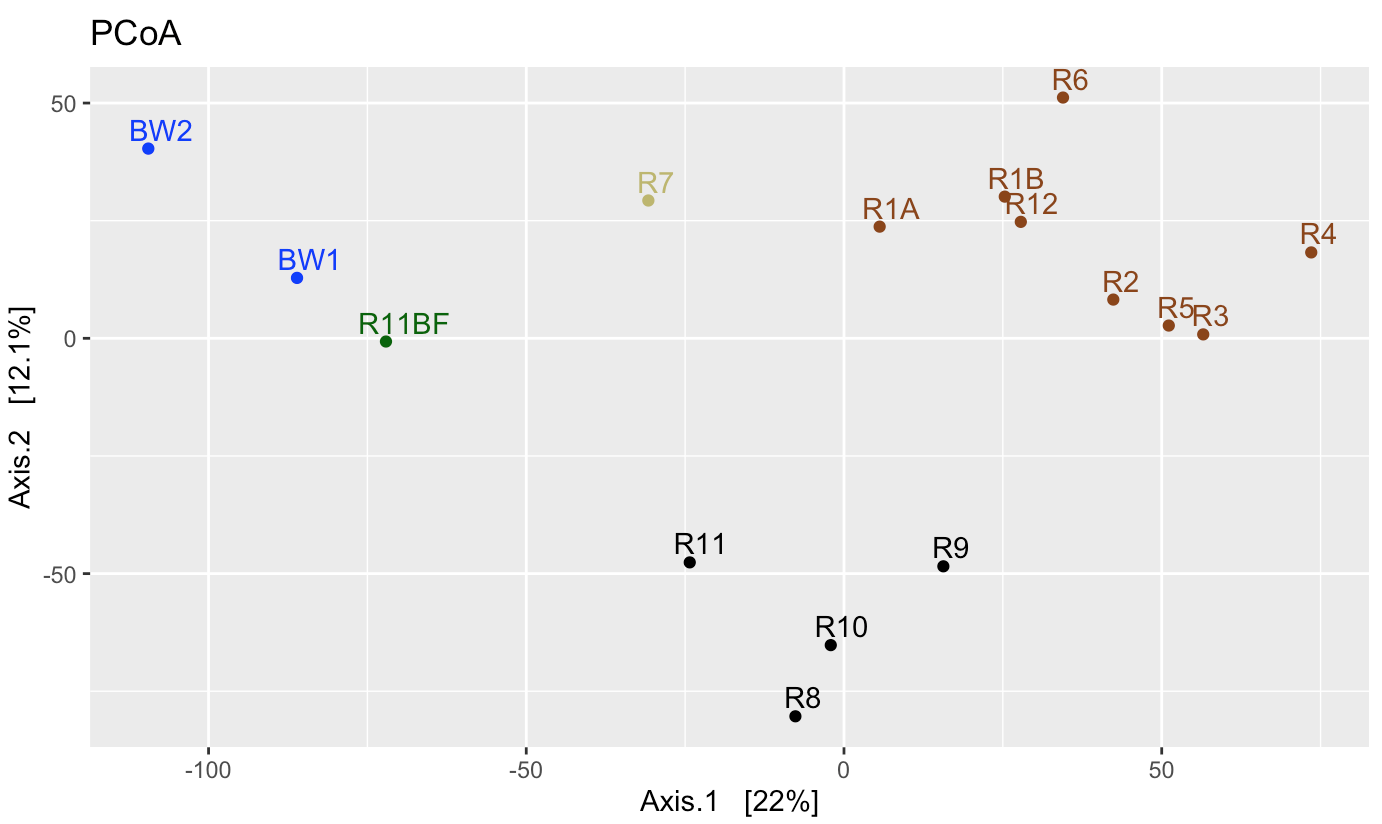 PCoA
R6
50
BW2
R7
R1B
R12
R1A
R4
BW1
R2
R5
R3
R11BF
0
Axis.2 [12.1%]
R11
R9
-50
R10
R8
-100
-50
0
50
Axis.1 [22%]